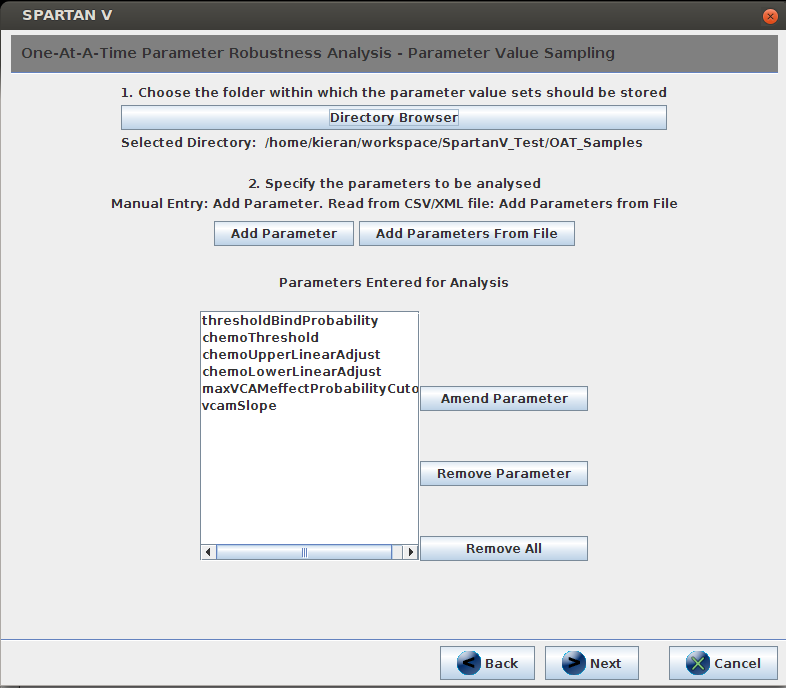 SPARTAN V
One-At-A-Time Parameter Robustness Analysis - Parameter Value Sampling
1. Choose the folder within which the parameter value sets should be stored
Directory Browser
Selected Directory: /home/kieran/workspace/SpartanV_Test/OAT_Samples
2. Specify the parameters to be analysed
Manual Entry: Add Parameter. Read from CSV/XML file: Add Parameters from File
Add Parameter Add Parameters From File
Parameters Entered for Analysis
thresholdBindProbability
chemoThreshold
chemoUpperLinearAdjust
chemoLowerLinearAdjust
maxVCAMeffectProbabilityCuto
vcamSlope
Amend Parameter
Remove Parameter
Remove All
Back Next Cancel